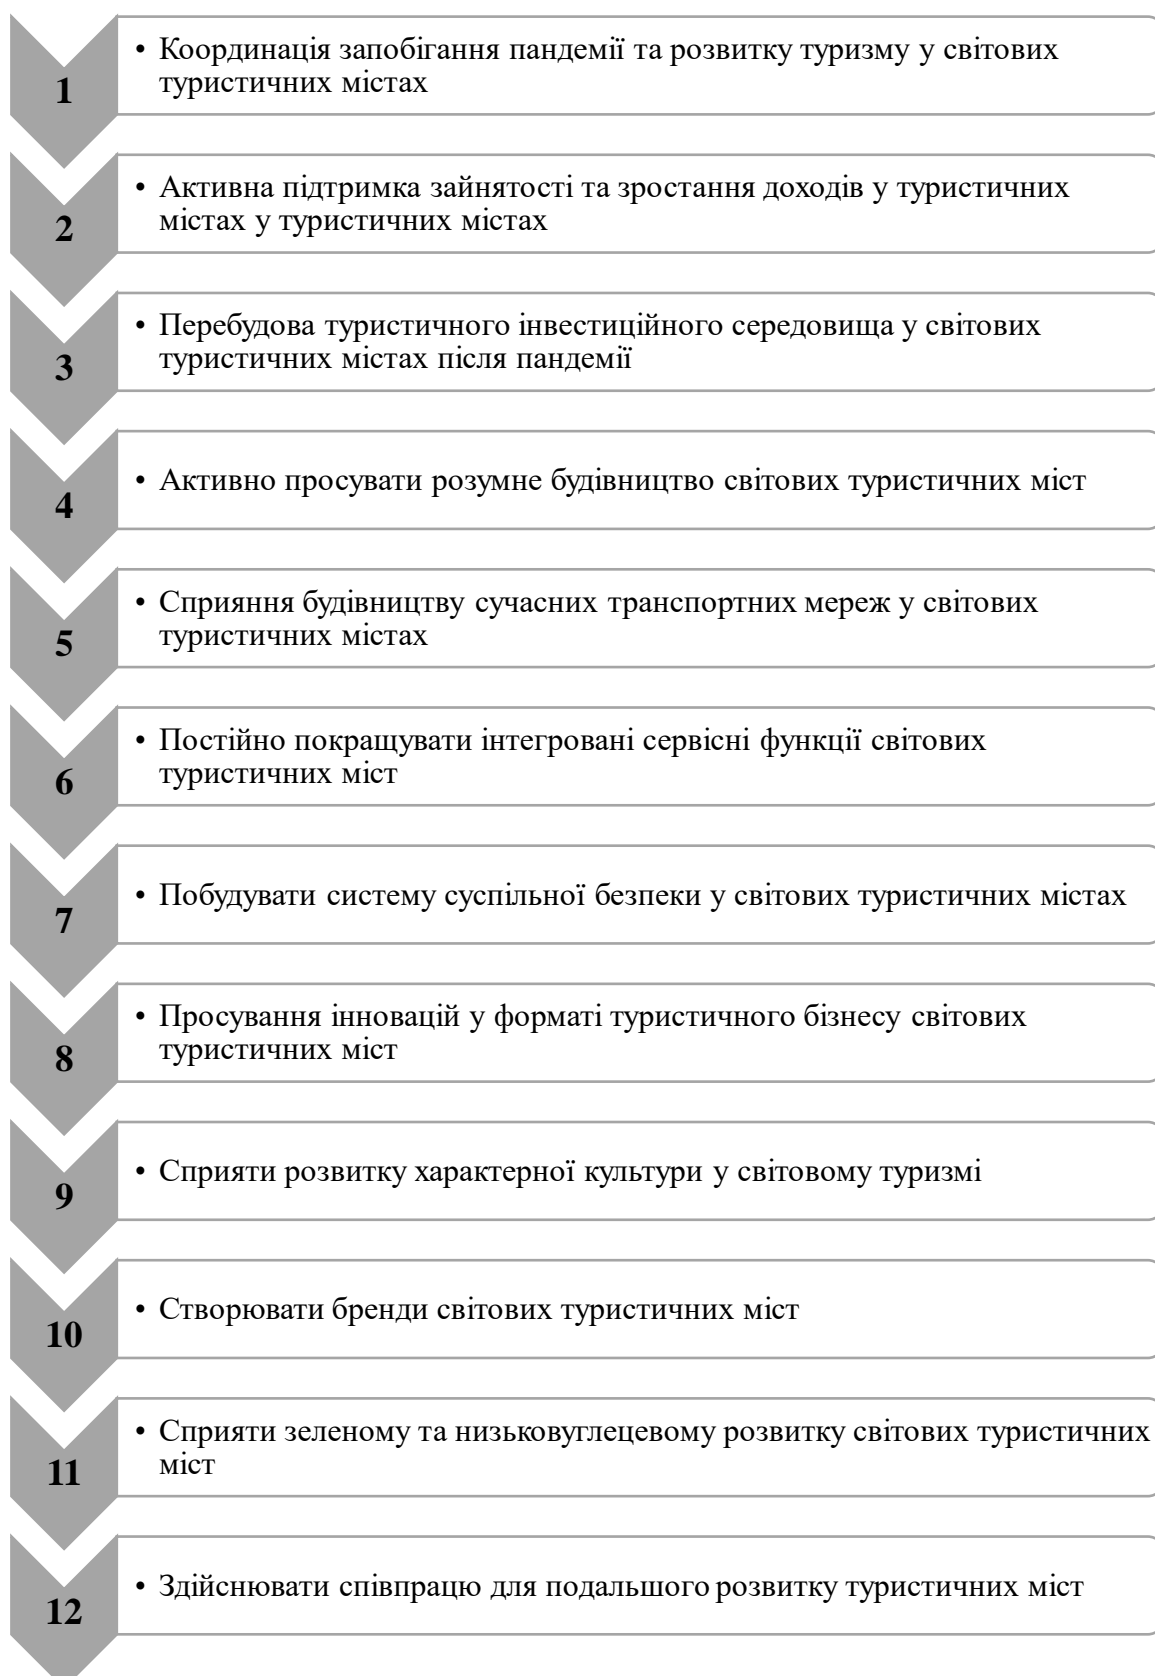 1
• Координація запобігання пандемії та розвитку туризму у світових
туристичних містах
2
• Активна підтримка зайнятості та зростання доходів у туристичних
містах у туристичних містах
3
• Перебудова туристичного інвестиційного середовища у світових
туристичних містах після пандемії
4
• Активно просувати розумне будівництво світових туристичних міст
5
• Сприяння будівництву сучасних транспортних мереж у світових
туристичних містах
6
• Постійно покращувати інтегровані сервісні функції світових
туристичних міст
7
• Побудувати систему суспільної безпеки у світових туристичних містах
8
• Просування інновацій у форматі туристичного бізнесу світових
туристичних міст
9
• Сприяти розвитку характерної культури у світовому туризмі
10
• Створювати бренди світових туристичних міст
11
• Сприяти зеленому та низьковуглецевому розвитку світових туристичних
міст
12
• Здійснювати співпрацю для подальшого розвитку туристичних міст